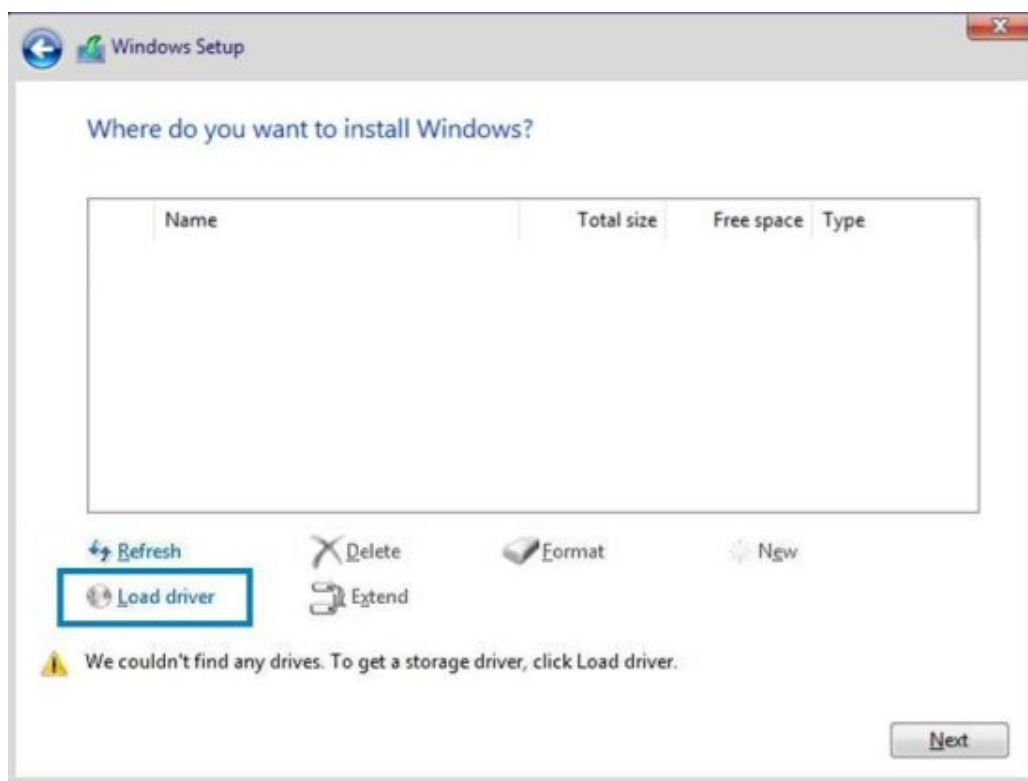 Windows Setup
Where do you want to install Windows?
Name Total size Free space Type
Refresh Delete Format New
Load driver Extend
We couldn't find any drives. To get a storage driver, click Load driver.
Next